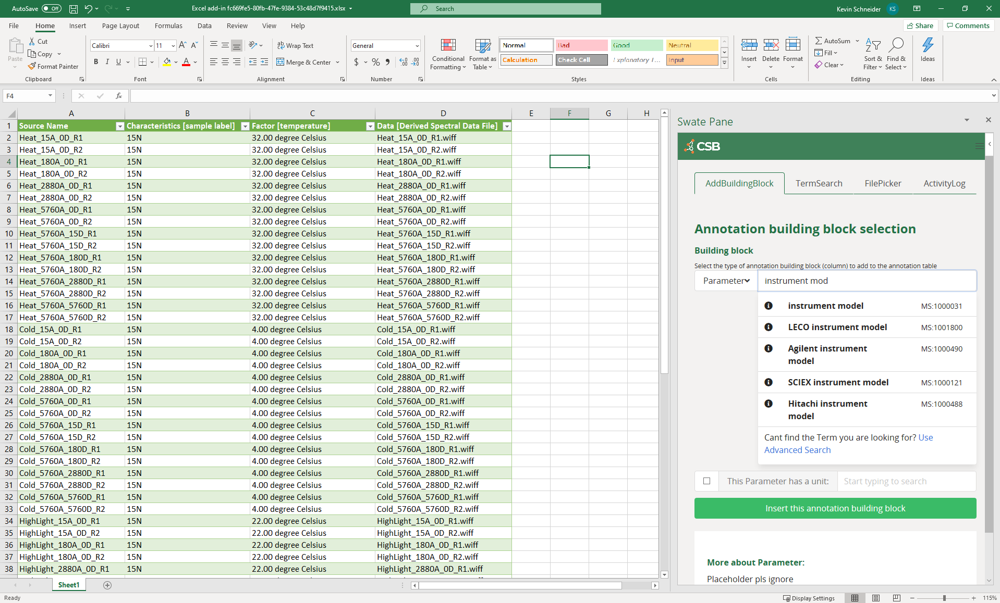 AutoSave Off Excel add-in fc669fe5-80fb-47fe-9384-53c48d7f9415.xlsx Search Kevin Schneider KS
File Home Insert Page Layout Formulas Data Review View Help Share Comments
Paste Cut Copy Format Painter Clipboard
Calibri 11 B I U A A Font
Wrap Text Merge & Center Alignment
General $ % Number
Conditional Formatting Format as Table
Normal Bad Good Neutral
Calculation Check Cell Explanatory T... Input
Styles
Insert Delete Format Cells
AutoSum Fill Clear Sort & Filter Find & Select Editing
Ideas Ideas
F4 fx
A B C D E F G H
1 Source Name Characteristics [sample label] Factor [temperature] Data [Derived Spectral Data File]
2 Heat_15A_0D_R1 15N 32.00 degree Celsius Heat_15A_0D_R1.wiff
3 Heat_15A_0D_R2 15N 32.00 degree Celsius Heat_15A_0D_R2.wiff
4 Heat_180A_0D_R1 15N 32.00 degree Celsius Heat_180A_0D_R1.wiff
5 Heat_180A_0D_R2 15N 32.00 degree Celsius Heat_180A_0D_R2.wiff
6 Heat_2880A_0D_R1 15N 32.00 degree Celsius Heat_2880A_0D_R1.wiff
7 Heat_2880A_0D_R2 15N 32.00 degree Celsius Heat_2880A_0D_R2.wiff
8 Heat_5760A_0D_R1 15N 32.00 degree Celsius Heat_5760A_0D_R1.wiff
9 Heat_5760A_0D_R2 15N 32.00 degree Celsius Heat_5760A_0D_R2.wiff
10 Heat_5760A_15D_R1 15N 32.00 degree Celsius Heat_5760A_15D_R1.wiff
11 Heat_5760A_15D_R2 15N 32.00 degree Celsius Heat_5760A_15D_R2.wiff
12 Heat_5760A_180D_R1 15N 32.00 degree Celsius Heat_5760A_180D_R1.wiff
13 Heat_5760A_180D_R2 15N 32.00 degree Celsius Heat_5760A_180D_R2.wiff
14 Heat_5760A_2880D_R1 15N 32.00 degree Celsius Heat_5760A_2880D_R1.wiff
15 Heat_5760A_2880D_R2 15N 32.00 degree Celsius Heat_5760A_2880D_R2.wiff
16 Heat_5760A_5760D_R1 15N 32.00 degree Celsius Heat_5760A_5760D_R1.wiff
17 Heat_5760A_5760D_R2 15N 32.00 degree Celsius Heat_5760A_5760D_R2.wiff
18 Cold_15A_0D_R1 15N 4.00 degree Celsius Cold_15A_0D_R1.wiff
19 Cold_15A_0D_R2 15N 4.00 degree Celsius Cold_15A_0D_R2.wiff
20 Cold_180A_0D_R1 15N 4.00 degree Celsius Cold_180A_0D_R1.wiff
21 Cold_180A_0D_R2 15N 4.00 degree Celsius Cold_180A_0D_R2.wiff
22 Cold_2880A_0D_R1 15N 4.00 degree Celsius Cold_2880A_0D_R1.wiff
23 Cold_2880A_0D_R2 15N 4.00 degree Celsius Cold_2880A_0D_R2.wiff
24 Cold_5760A_0D_R1 15N 4.00 degree Celsius Cold_5760A_0D_R1.wiff
25 Cold_5760A_0D_R2 15N 4.00 degree Celsius Cold_5760A_0D_R2.wiff
26 Cold_5760A_15D_R1 15N 4.00 degree Celsius Cold_5760A_15D_R1.wiff
27 Cold_5760A_15D_R2 15N 4.00 degree Celsius Cold_5760A_15D_R2.wiff
28 Cold_5760A_180D_R1 15N 4.00 degree Celsius Cold_5760A_180D_R1.wiff
29 Cold_5760A_180D_R2 15N 4.00 degree Celsius Cold_5760A_180D_R2.wiff
30 Cold_5760A_2880D_R1 15N 4.00 degree Celsius Cold_5760A_2880D_R1.wiff
31 Cold_5760A_2880D_R2 15N 4.00 degree Celsius Cold_5760A_2880D_R2.wiff
32 Cold_5760A_5760D_R1 15N 4.00 degree Celsius Cold_5760A_5760D_R1.wiff
33 Cold_5760A_5760D_R2 15N 4.00 degree Celsius Cold_5760A_5760D_R2.wiff
34 HighLight_15A_0D_R1 15N 22.00 degree Celsius HighLight_15A_0D_R1.wiff
35 HighLight_15A_0D_R2 15N 22.00 degree Celsius HighLight_15A_0D_R2.wiff
36 HighLight_180A_0D_R1 15N 22.00 degree Celsius HighLight_180A_0D_R1.wiff
37 HighLight_180A_0D_R2 15N 22.00 degree Celsius HighLight_180A_0D_R2.wiff
38 HighLight_2880A_0D_R1 15N 22.00 degree Celsius HighLight_2880A_0D_R1.wiff
Sheet1
Swate Pane
CSB
AddBuildingBlock TermSearch FilePicker ActivityLog
Annotation building block selection
Building block
Select the type of annotation building block (column) to add to the annotation table
Parameter instrument mod
instrument model MS:1000031
LECO instrument model MS:1001800
Agilent instrument MS:1000490
model
SCIEX instrument model MS:1000121
Hitachi instrument MS:1000488
model
Cant find the Term you are looking for? Use
Advanced Search
This Parameter has a unit: Start typing to search
Insert this annotation building block
More about Parameter:
Placeholder pls ignore
Ready Display Settings 115%